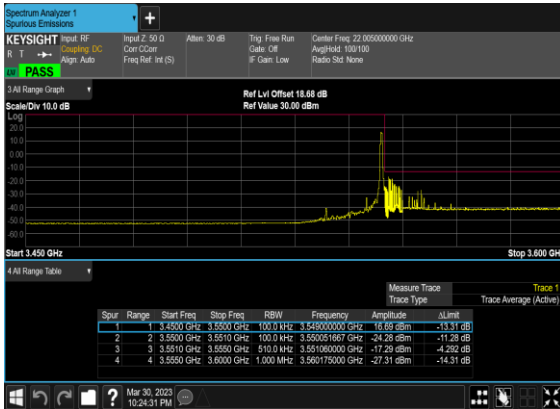 Spectrum Analyzer 1
Spurious Emissions
KEYSIGHT Input: RF Input Z: 50 Ω Atten: 30 dB Trig: Free Run Center Freq: 22.005000000 GHz
R T Coupling: DC Corr CCorr Gate: Off Avg|Hold: 100/100
Align: Auto Freq Ref: Int (S) IF Gain: Low Radio Std: None
PASS
3 All Range Graph
Scale/Div 10.0 dB Ref Lvl Offset 18.68 dB
Ref Value 30.00 dBm
Log
20.0
10.0
0.00
-10.0
-20.0
-30.0
-40.0
-50.0
-60.0
Start 3.450 GHz Stop 3.600 GH
4 All Range Table
Measure Trace Trace 1
Trace Type Trace Average (Active)
Spur Range Start Freq Stop Freq RBW Frequency Amplitude ΔLimit
1 1 3.4500 GHz 3.5500 GHz 100.0 kHz 3.549000000 GHz 16.69 dBm -13.31 dB
2 2 3.5500 GHz 3.5510 GHz 100.0 kHz 3.550051667 GHz -24.28 dBm -11.28 dB
3 3 3.5510 GHz 3.5550 GHz 510.0 kHz 3.551060000 GHz -17.29 dBm -4.292 dB
4 4 3.5550 GHz 3.6000 GHz 1.000 MHz 3.560175000 GHz -27.31 dBm -14.31 dB
Mar 30, 2023
10:24:31 PM